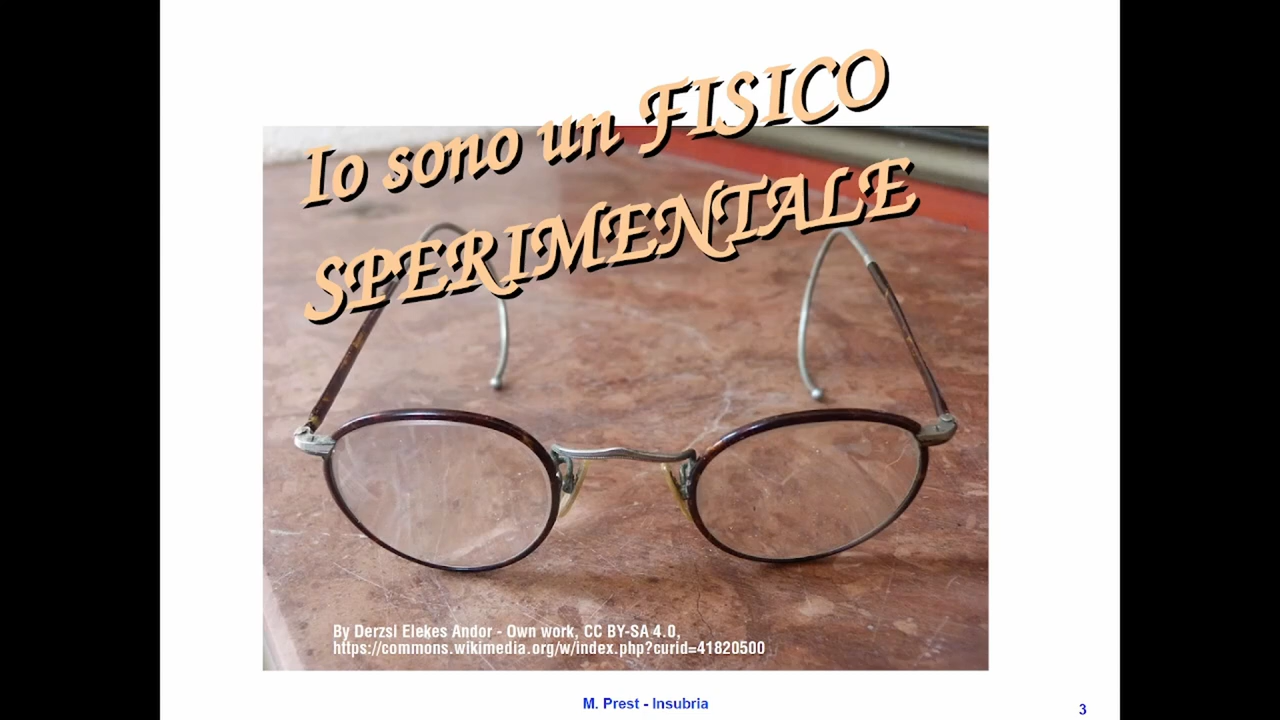 Io sono un FISICO
SPERIMENTALE
By Derzsi Elekes Andor - Own work, CC BY-SA 4.0,
https://commons.wikimedia.org/w/index.php?curid=41820500
M. Prest - Insubria
3